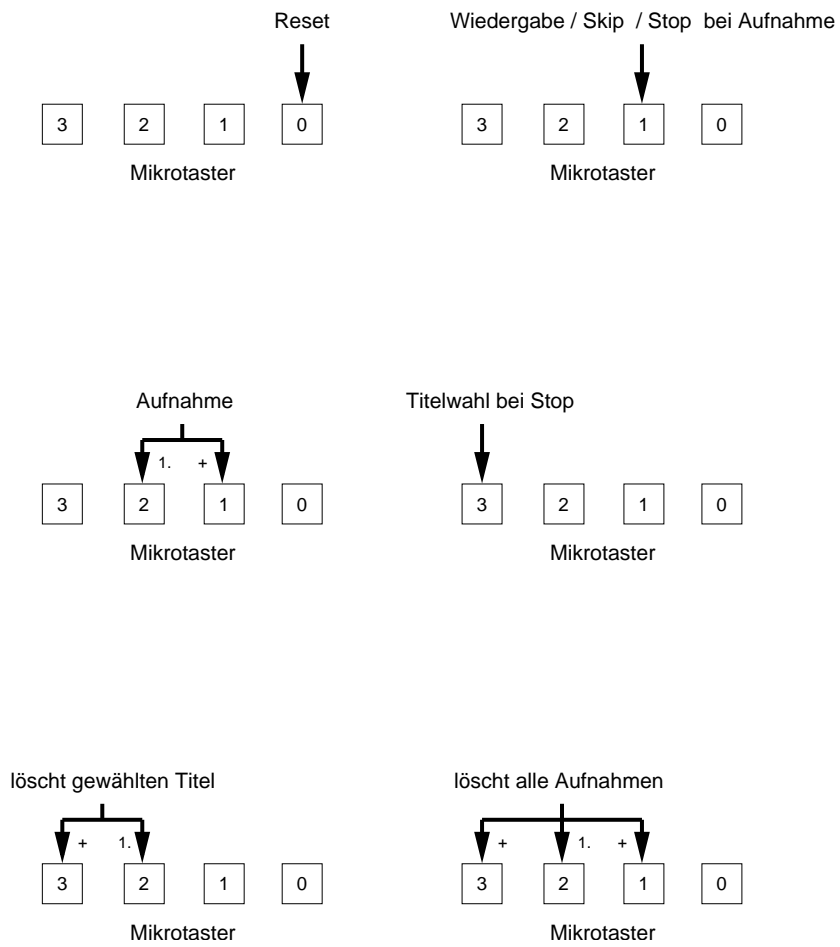 Reset
Wiedergabe / Skip / Stop bei Aufnahme
3 2 1 0
3 2 1 0
Mikrotaster
Mikrotaster
Aufnahme
Titelwahl bei Stop
1. +
3 2 1 0
3 2 1 0
Mikrotaster
Mikrotaster
löscht gewählten Titel
löscht alle Aufnahmen
+ 1.
+ 1. +
3 2 1 0
3 2 1 0
Mikrotaster
Mikrotaster